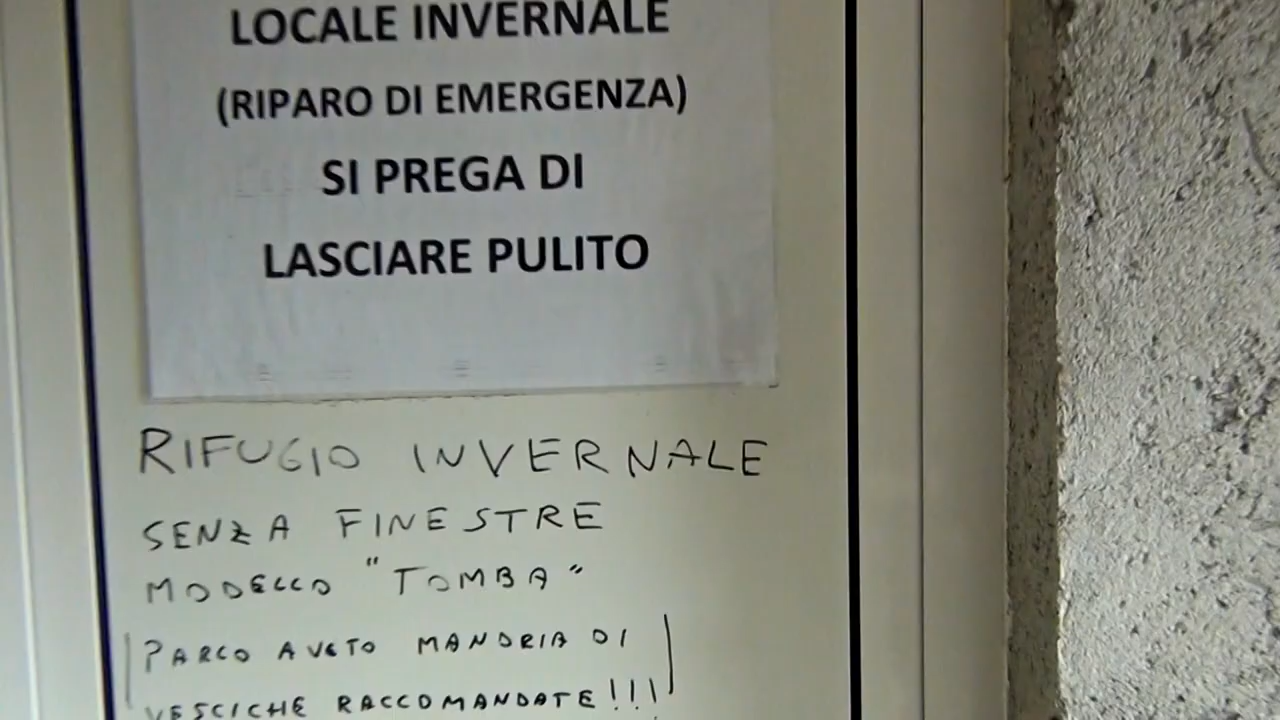 LOCALE INVERNALE
(RIPARO DI EMERGENZA)
SI PREGA DI
LASCIARE PULITO
RIFUGIO INVERNALE
SENZA FINESTRE
MODELLO "TOMBA"
PARCO AVETO MANDRIA DI
VESCICHE RACCOMANDATE!!!